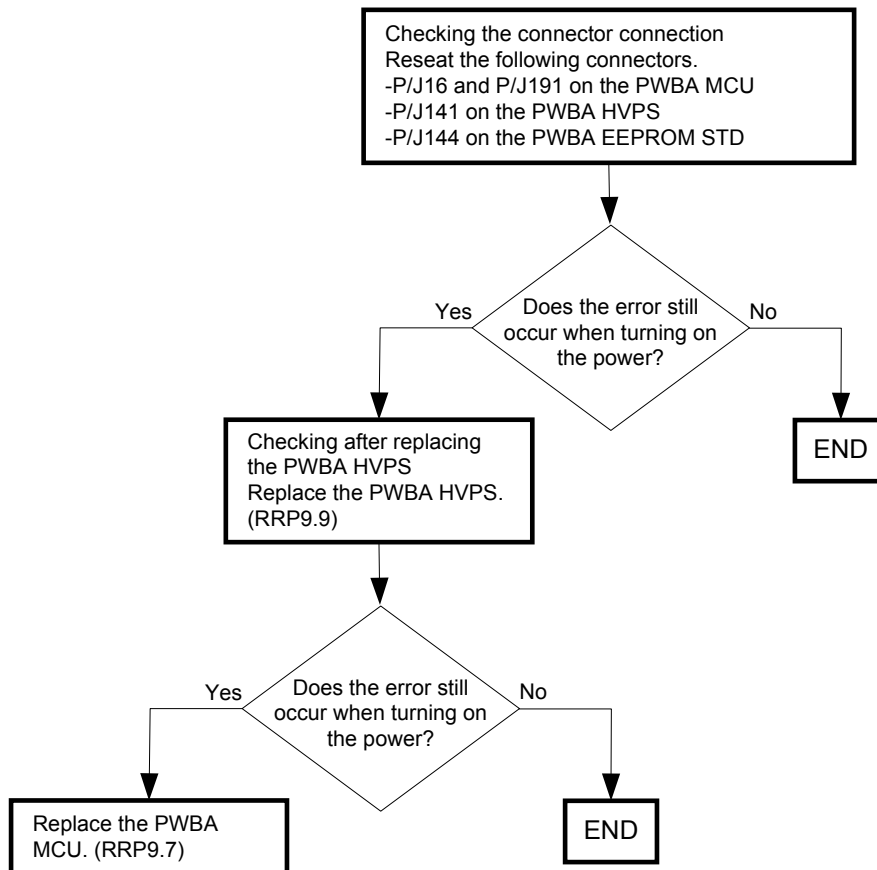 Checking the connector connection
Reseat the following connectors.
-P/J16 and P/J191 on the PWBA MCU
-P/J141 on the PWBA HVPS
-P/J144 on the PWBA EEPROM STD
Yes
Does the error still
occur when turning on
the power?
No
Checking after replacing
the PWBA HVPS
Replace the PWBA HVPS.
(RRP9.9)
END
Yes
Does the error still
occur when turning on
the power?
No
Replace the PWBA
MCU. (RRP9.7)
END